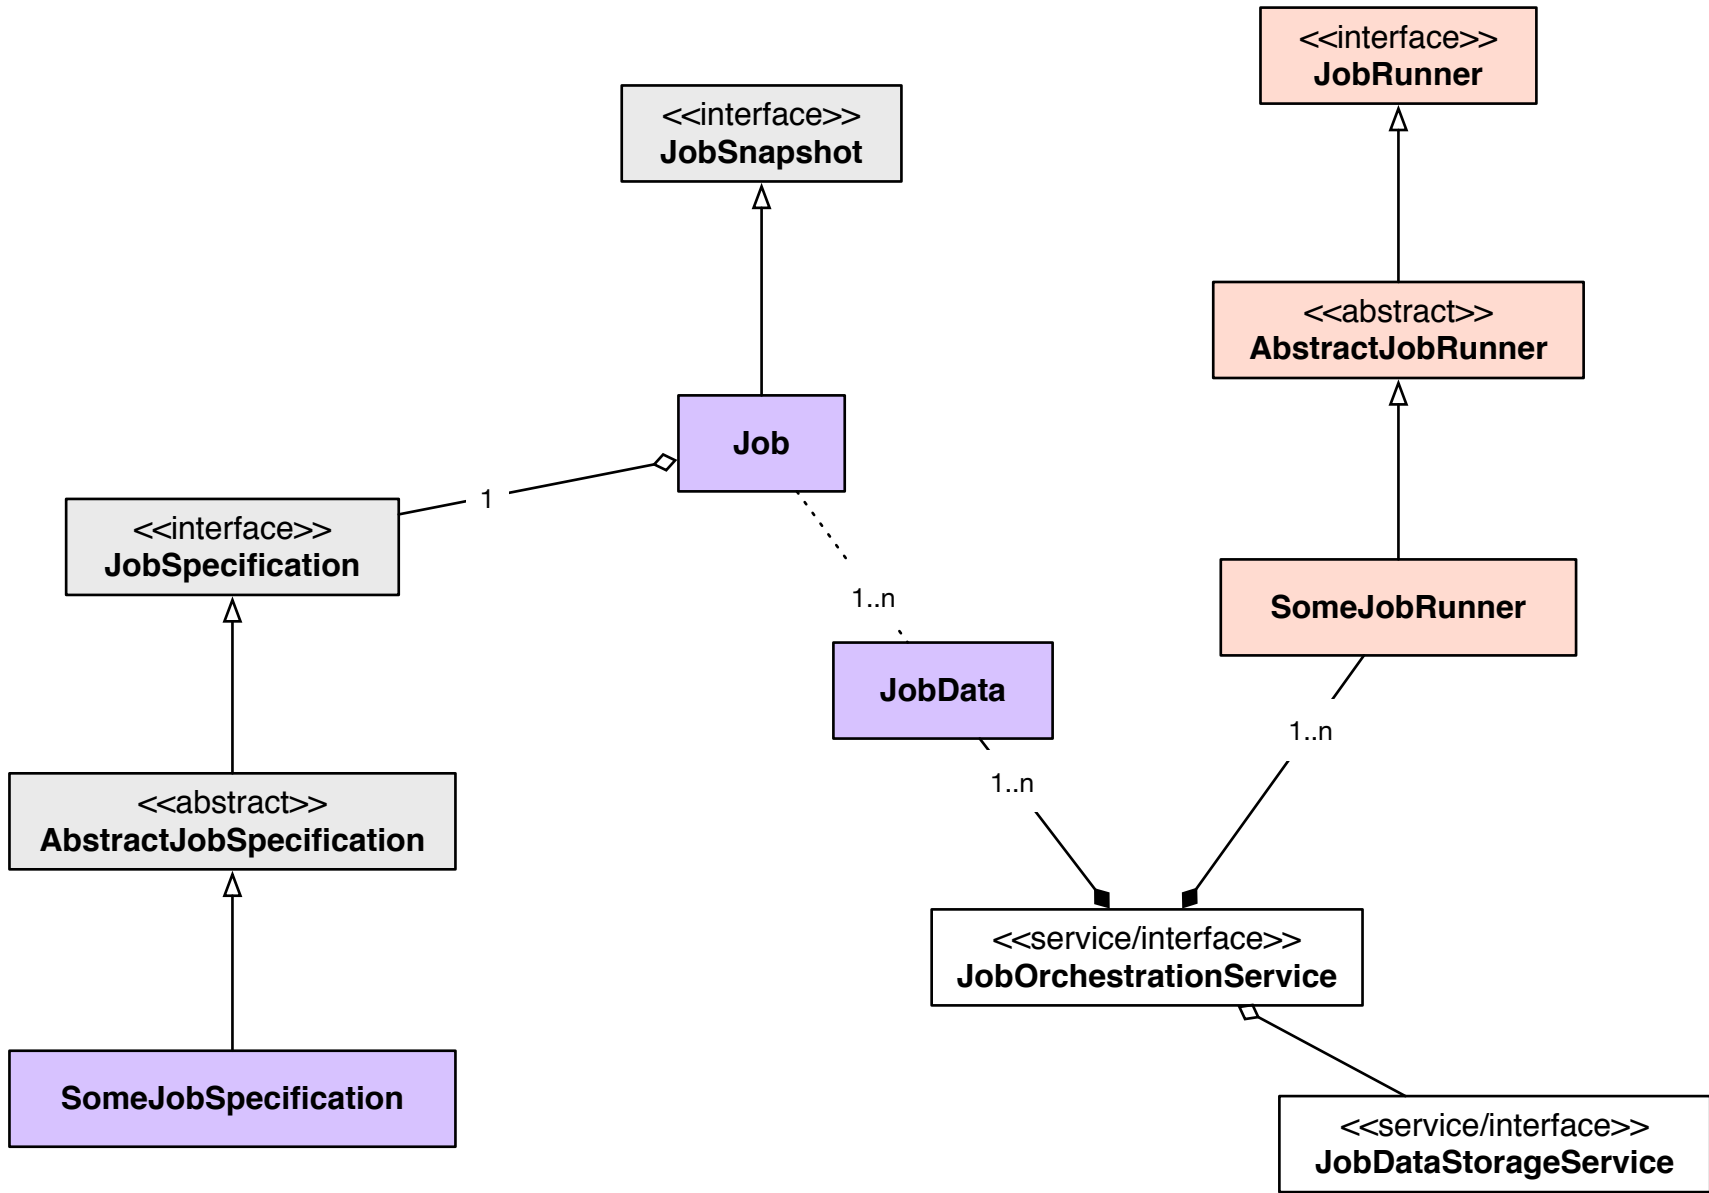 <<interface>>
JobRunner
<<interface>>
JobSnapshot
<<abstract>>
AbstractJobRunner
Job
1
<<interface>>
JobSpecification
1..n
SomeJobRunner
JobData
1..n
1..n
<<abstract>>
AbstractJobSpecification
<<service/interface>>
JobOrchestrationService
SomeJobSpecification
<<service/interface>>
JobDataStorageService